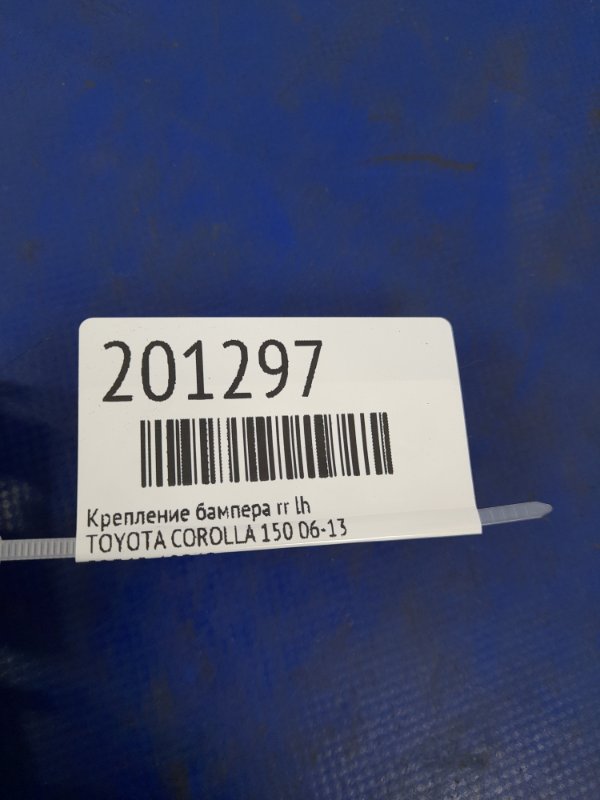 201297
Крепление бампера rr lh
TOYOTA COROLLA 150 06-13